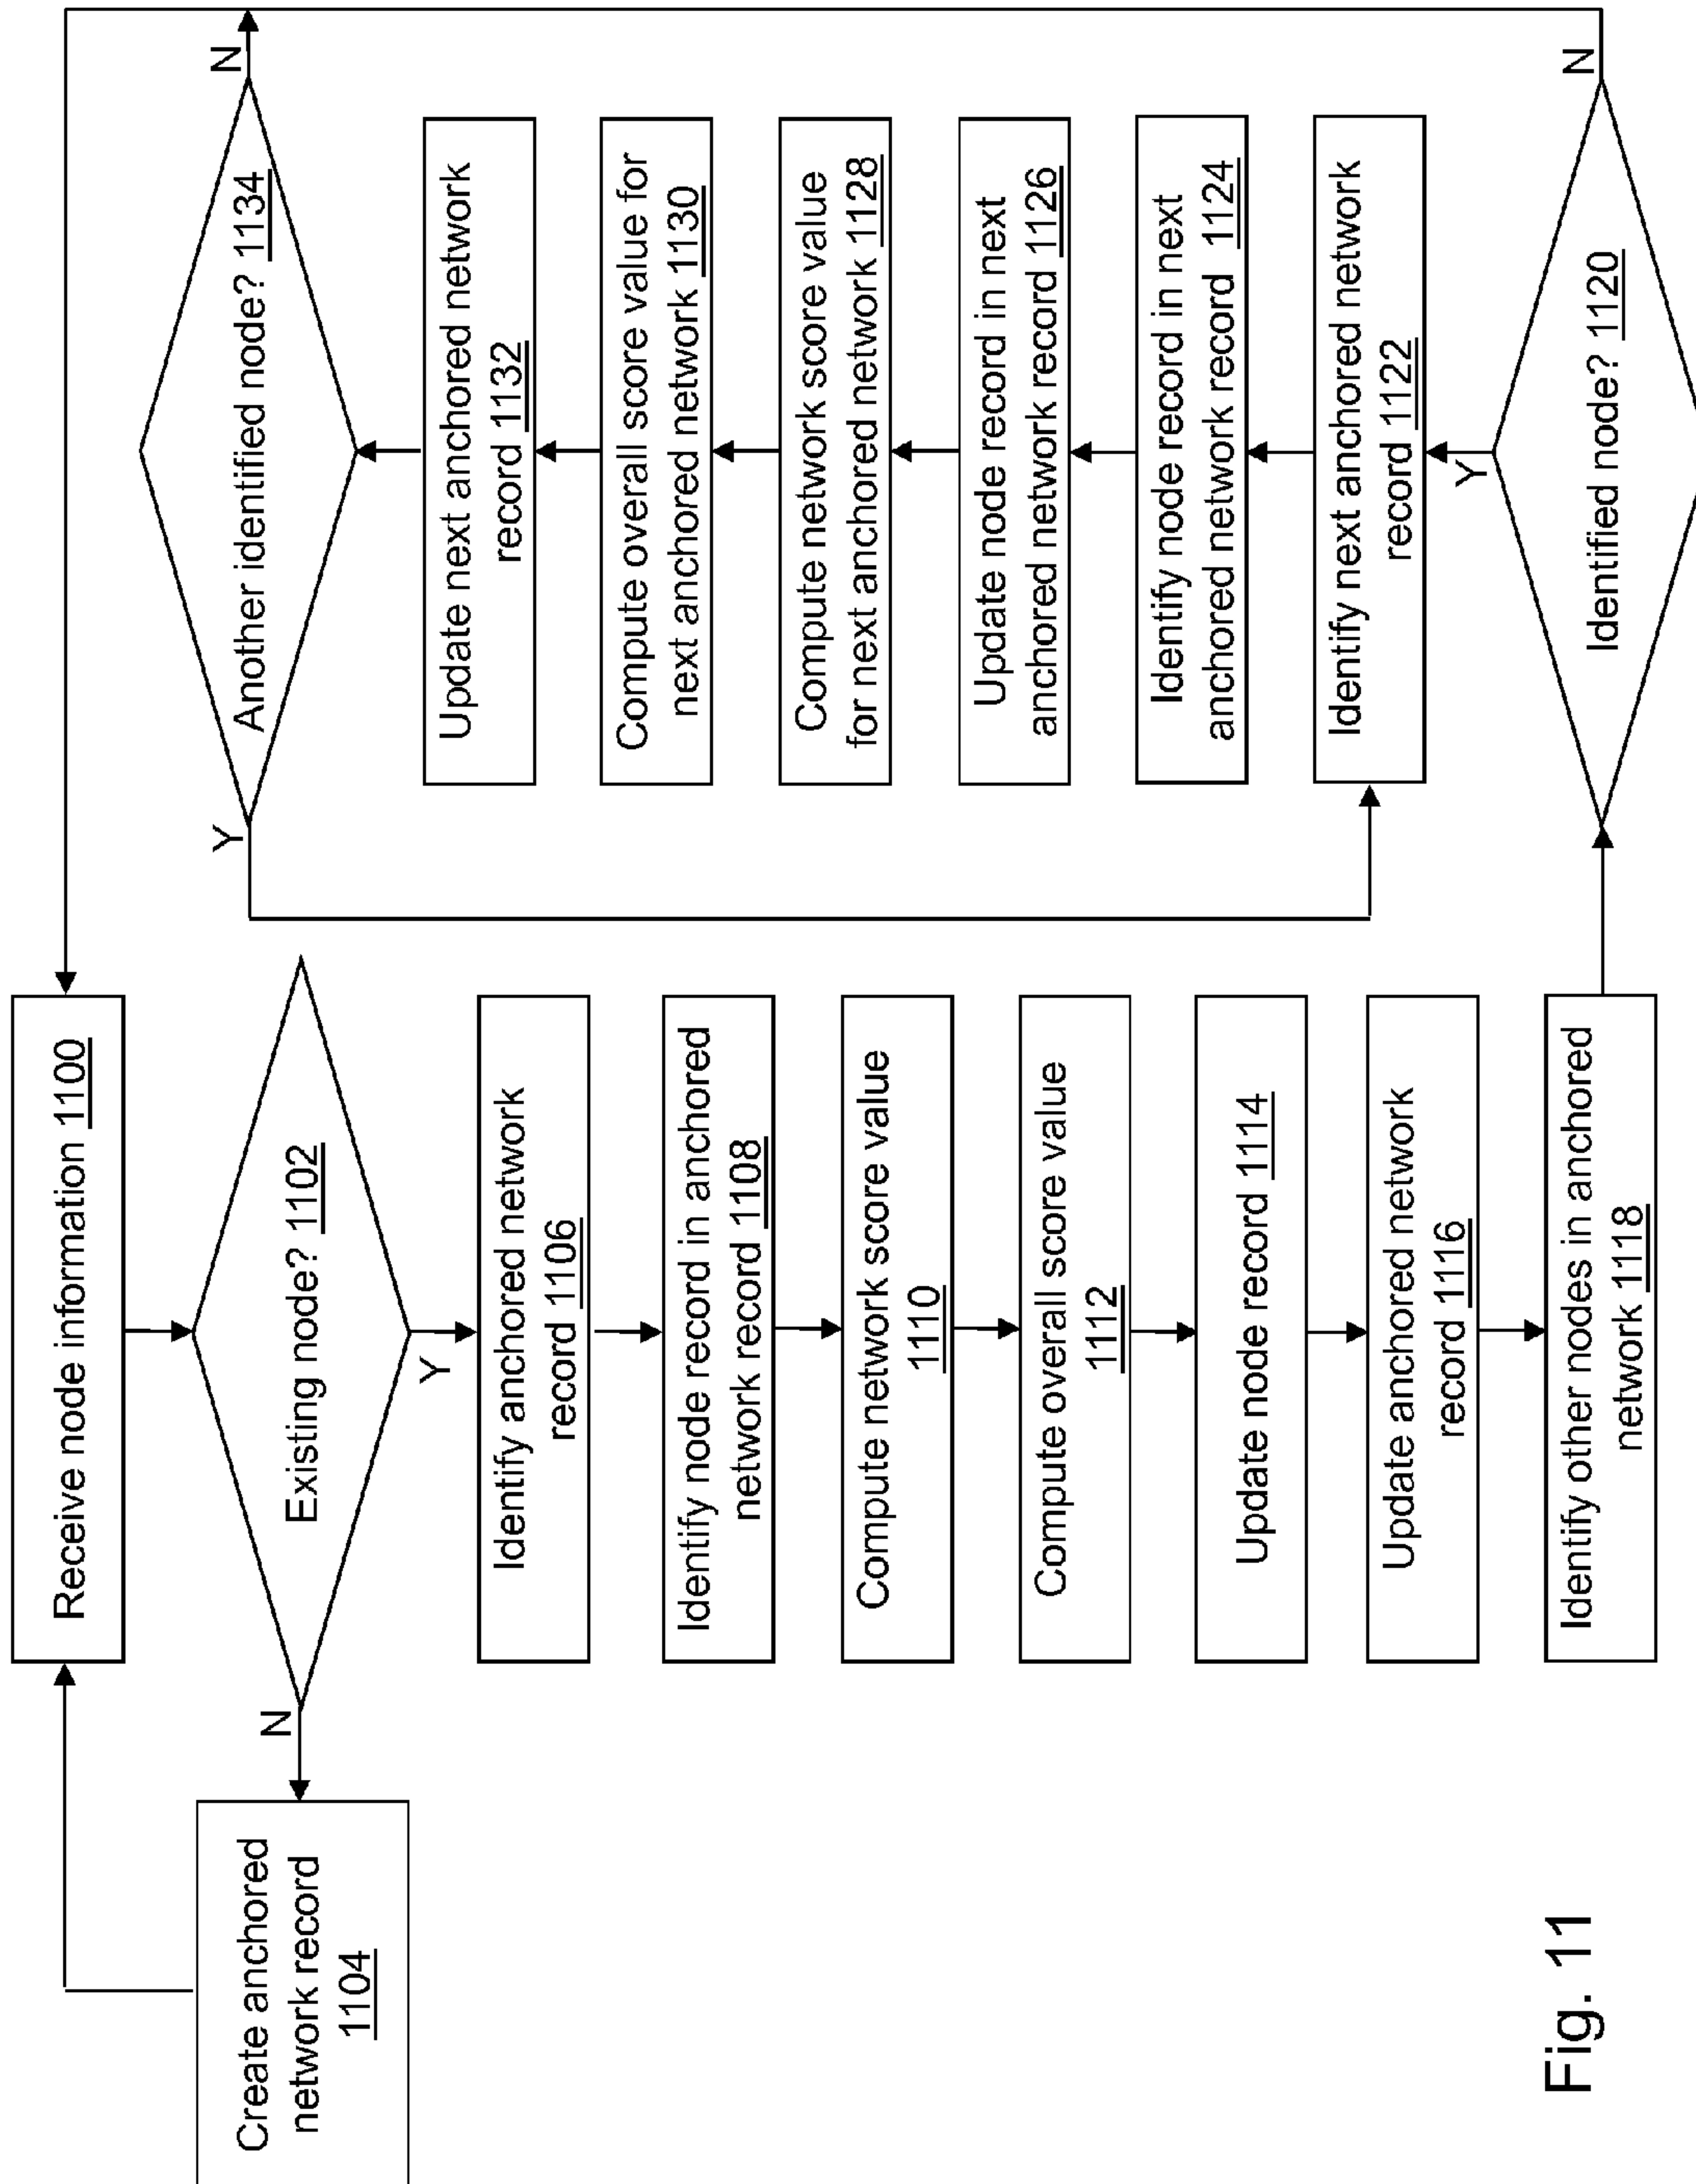 Receive node information 1100
Existing node? 1102
N
Y
Create anchored
network record
1104
Identify anchored network
record 1106
Identify node record in anchored
network record 1108
Compute network score value
1110
Compute overall score value
1112
Update node record 1114
Update anchored network
record 1116
Identify other nodes in anchored
network 1118
Identified node? 1120
Y
N
Identify next anchored network
record 1122
Identify node record in next
anchored network record 1124
Update node record in next
anchored network record 1126
Compute network score value
for next anchored network 1128
Compute overall score value for
next anchored network 1130
Update next anchored network
record 1132
Another identified node? 1134
Y
N
Fig. 11